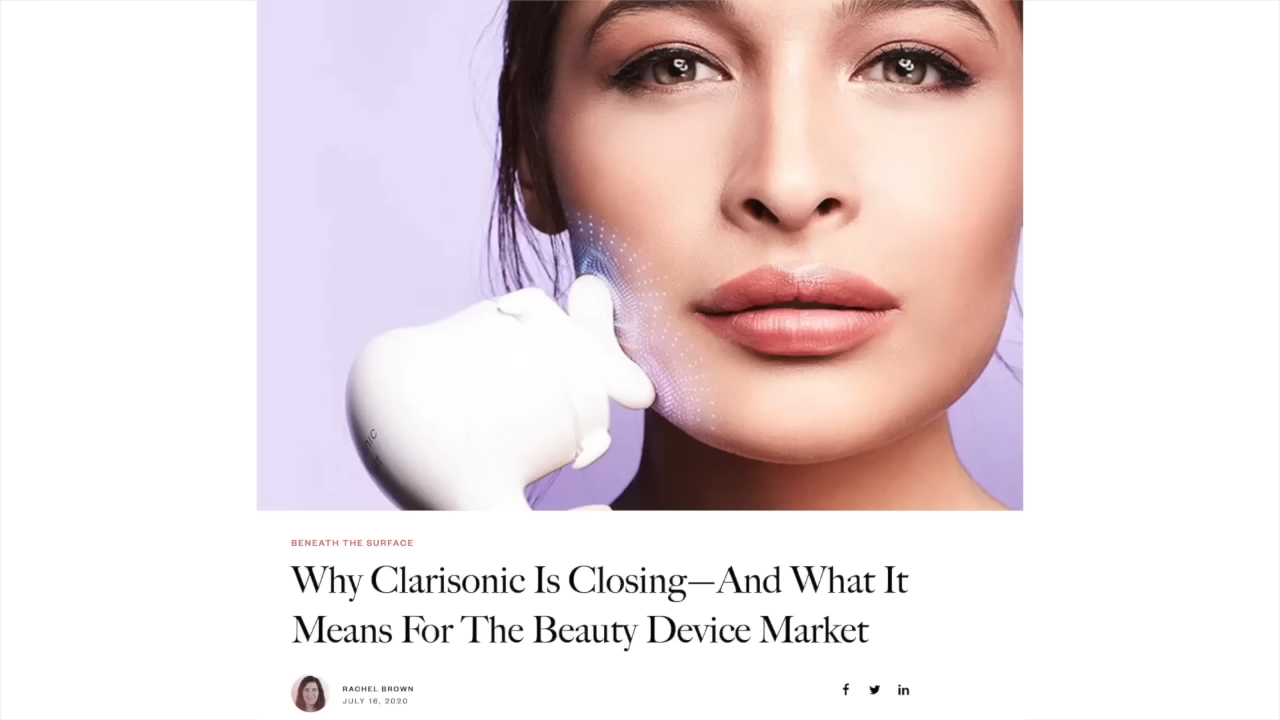 BENEATH THE SURFACE
Why Clarisonic Is Closing—And What It
Means For The Beauty Device Market
RACHEL BROWN
JULY 16, 2020